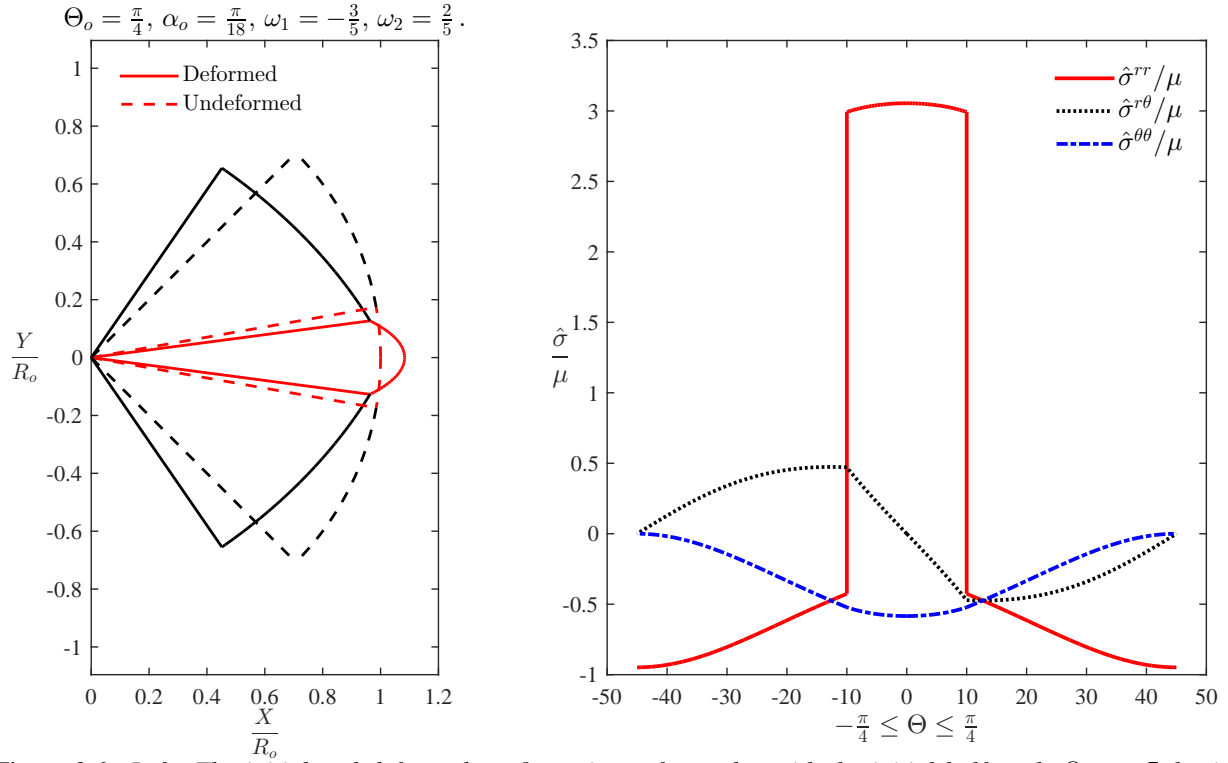 Θ_o = π/4, α_o = π/18, ω_1 = −3/5, ω_2 = 2/5.
Deformed
Undeformed
1
0.8
0.6
0.4
0.2
0
-0.2
-0.4
-0.6
-0.8
-1
Y/R_o
0 0.2 0.4 0.6 0.8 1 1.2
X/R_o
σ̂^{rr}/μ
σ̂^{rθ}/μ
σ̂^{θθ}/μ
3.5
3
2.5
2
1.5
1
0.5
0
-0.5
-1
σ̂/μ
-50 -40 -30 -20 -10 0 10 20 30 40 50
−π/4 ≤ Θ ≤ π/4